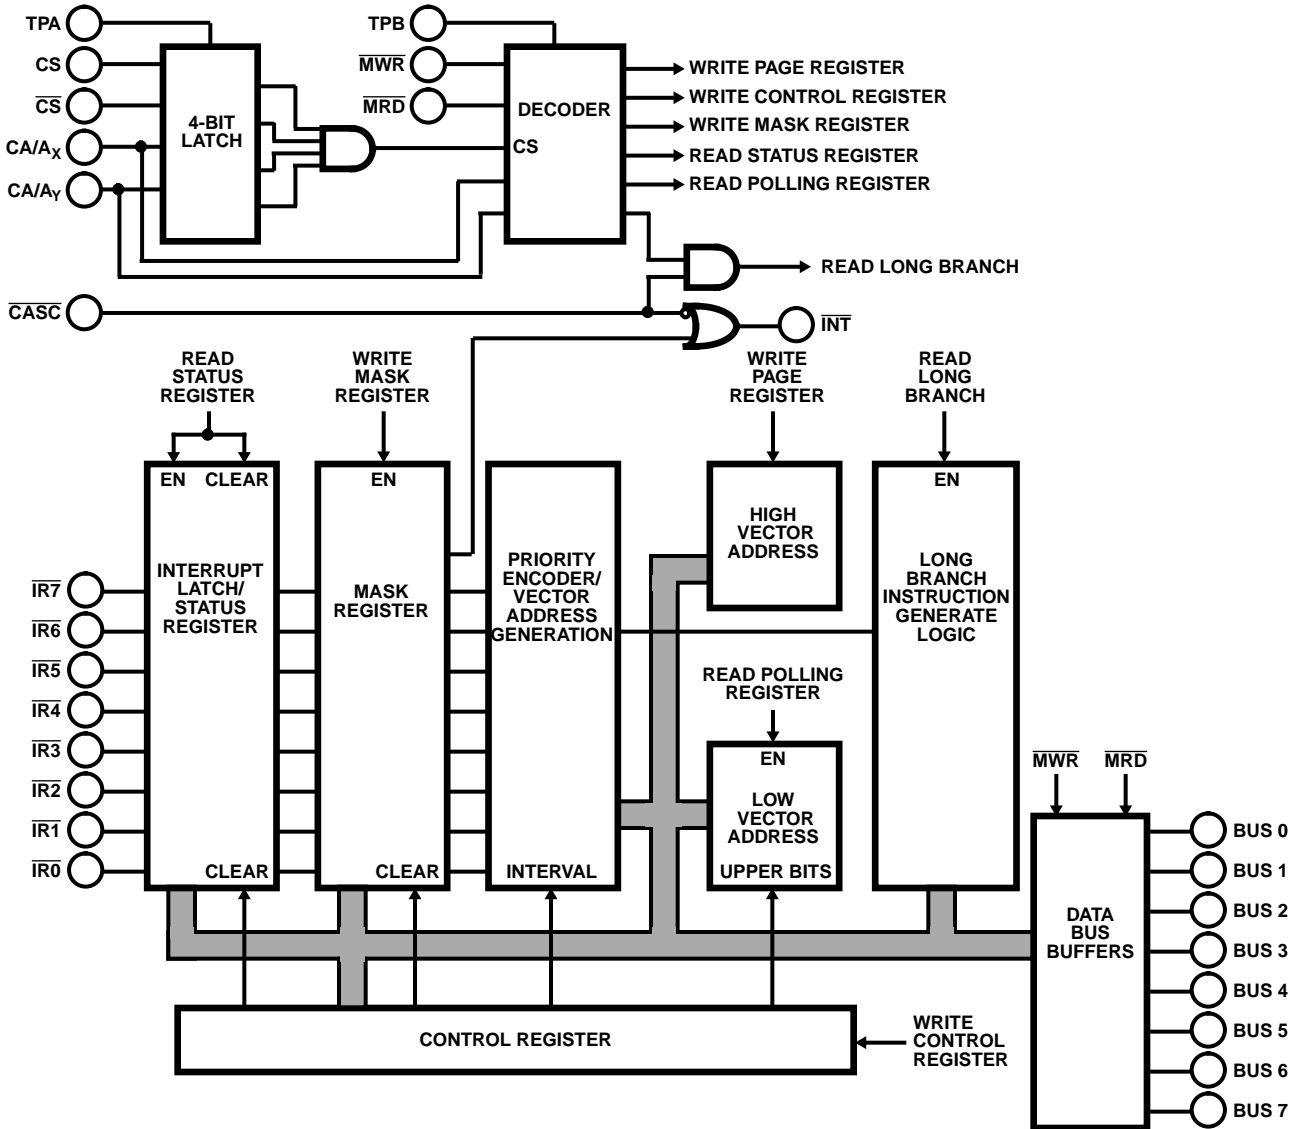 TPA
TPB
CS
MWR
WRITE PAGE REGISTER
CS
MRD
DECODER
WRITE CONTROL REGISTER
4-BIT
LATCH
WRITE MASK REGISTER
CA/AX
CS
READ STATUS REGISTER
CA/AY
READ POLLING REGISTER
READ LONG BRANCH
CASC
INT
READ
STATUS
REGISTER
WRITE
MASK
REGISTER
WRITE
PAGE
REGISTER
READ
LONG
BRANCH
EN CLEAR
EN
EN
INTERRUPT
LATCH/
STATUS
REGISTER
MASK
REGISTER
PRIORITY
ENCODER/
VECTOR
ADDRESS
GENERATION
HIGH
VECTOR
ADDRESS
LONG
BRANCH
INSTRUCTION
GENERATE
LOGIC
IR7
IR6
IR5
IR4
IR3
IR2
IR1
IR0
READ POLLING
REGISTER
EN
LOW
VECTOR
ADDRESS
UPPER BITS
CLEAR
CLEAR
INTERVAL
MWR
MRD
DATA
BUS
BUFFERS
BUS 0
BUS 1
BUS 2
BUS 3
BUS 4
BUS 5
BUS 6
BUS 7
CONTROL REGISTER
WRITE
CONTROL
REGISTER